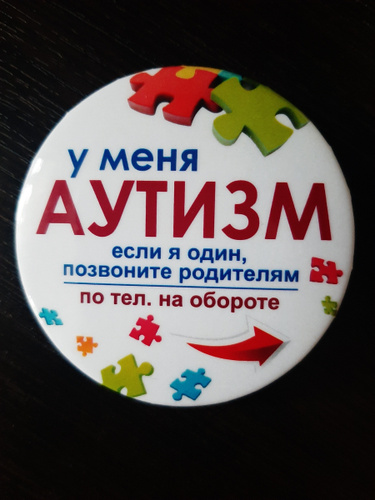 у меня
АУТИЗМ
если я один,
позвоните родителям
по тел. на обороте